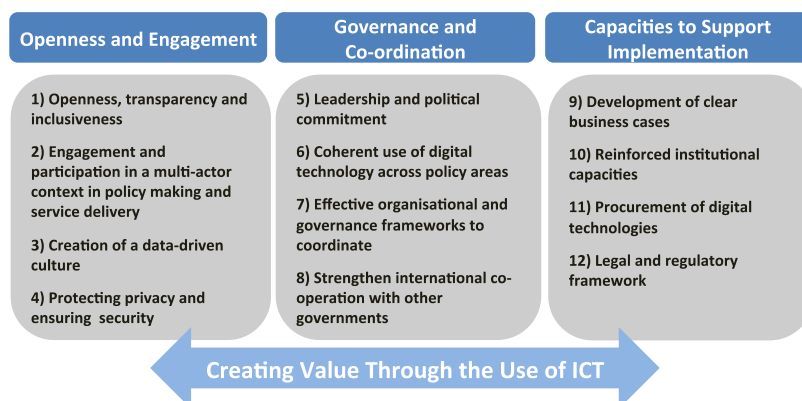 Openness and Engagement
1) Openness, transparency and
inclusiveness
2) Engagement and
participation in a multi-actor
context in policy making and
service delivery
3) Creation of a data-driven
culture
4) Protecting privacy and
ensuring security
Governance and
Co-ordination
5) Leadership and political
commitment
6) Coherent use of digital
technology across policy areas
7) Effective organisational and
governance frameworks to
coordinate
8) Strengthen international co-
operation with other
governments
Capacities to Support
Implementation
9) Development of clear
business cases
10) Reinforced institutional
capacities
11) Procurement of digital
technologies
12) Legal and regulatory
framework
Creating Value Through the Use of ICT